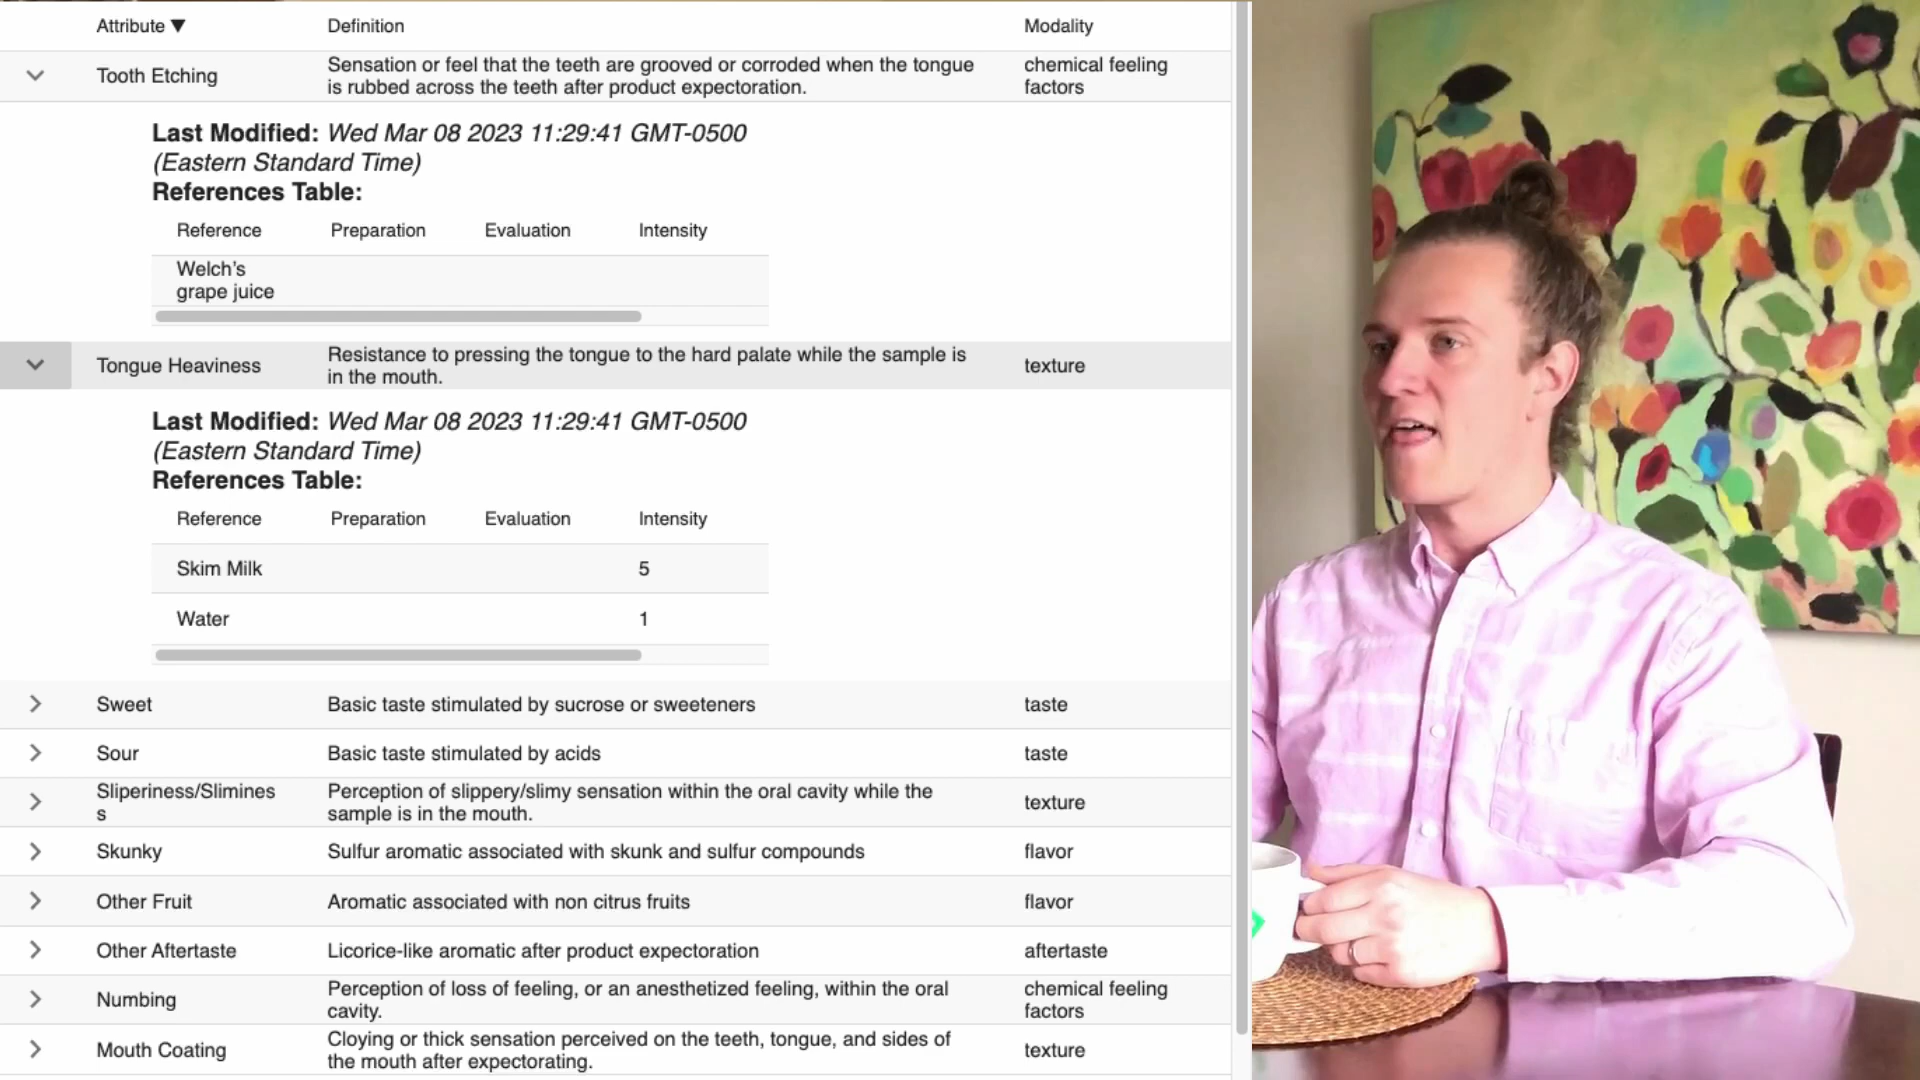 Attribute ▼ Definition Modality
Tooth Etching
Sensation or feel that the teeth are grooved or corroded when the tongue
is rubbed across the teeth after product expectoration.
chemical feeling
factors
Last Modified: Wed Mar 08 2023 11:29:41 GMT-0500
(Eastern Standard Time)
References Table:
Reference Preparation Evaluation Intensity
Welch’s
grape juice
Tongue Heaviness
Resistance to pressing the tongue to the hard palate while the sample is
in the mouth.
texture
Last Modified: Wed Mar 08 2023 11:29:41 GMT-0500
(Eastern Standard Time)
References Table:
Reference Preparation Evaluation Intensity
Skim Milk 5
Water 1
Sweet Basic taste stimulated by sucrose or sweeteners taste
Sour Basic taste stimulated by acids taste
Sliperiness/Slimines
s
Perception of slippery/slimy sensation within the oral cavity while the
sample is in the mouth.
texture
Skunky Sulfur aromatic associated with skunk and sulfur compounds flavor
Other Fruit Aromatic associated with non citrus fruits flavor
Other Aftertaste Licorice-like aromatic after product expectoration aftertaste
Numbing
Perception of loss of feeling, or an anesthetized feeling, within the oral
cavity.
chemical feeling
factors
Mouth Coating
Cloying or thick sensation perceived on the teeth, tongue, and sides of
the mouth after expectorating.
texture